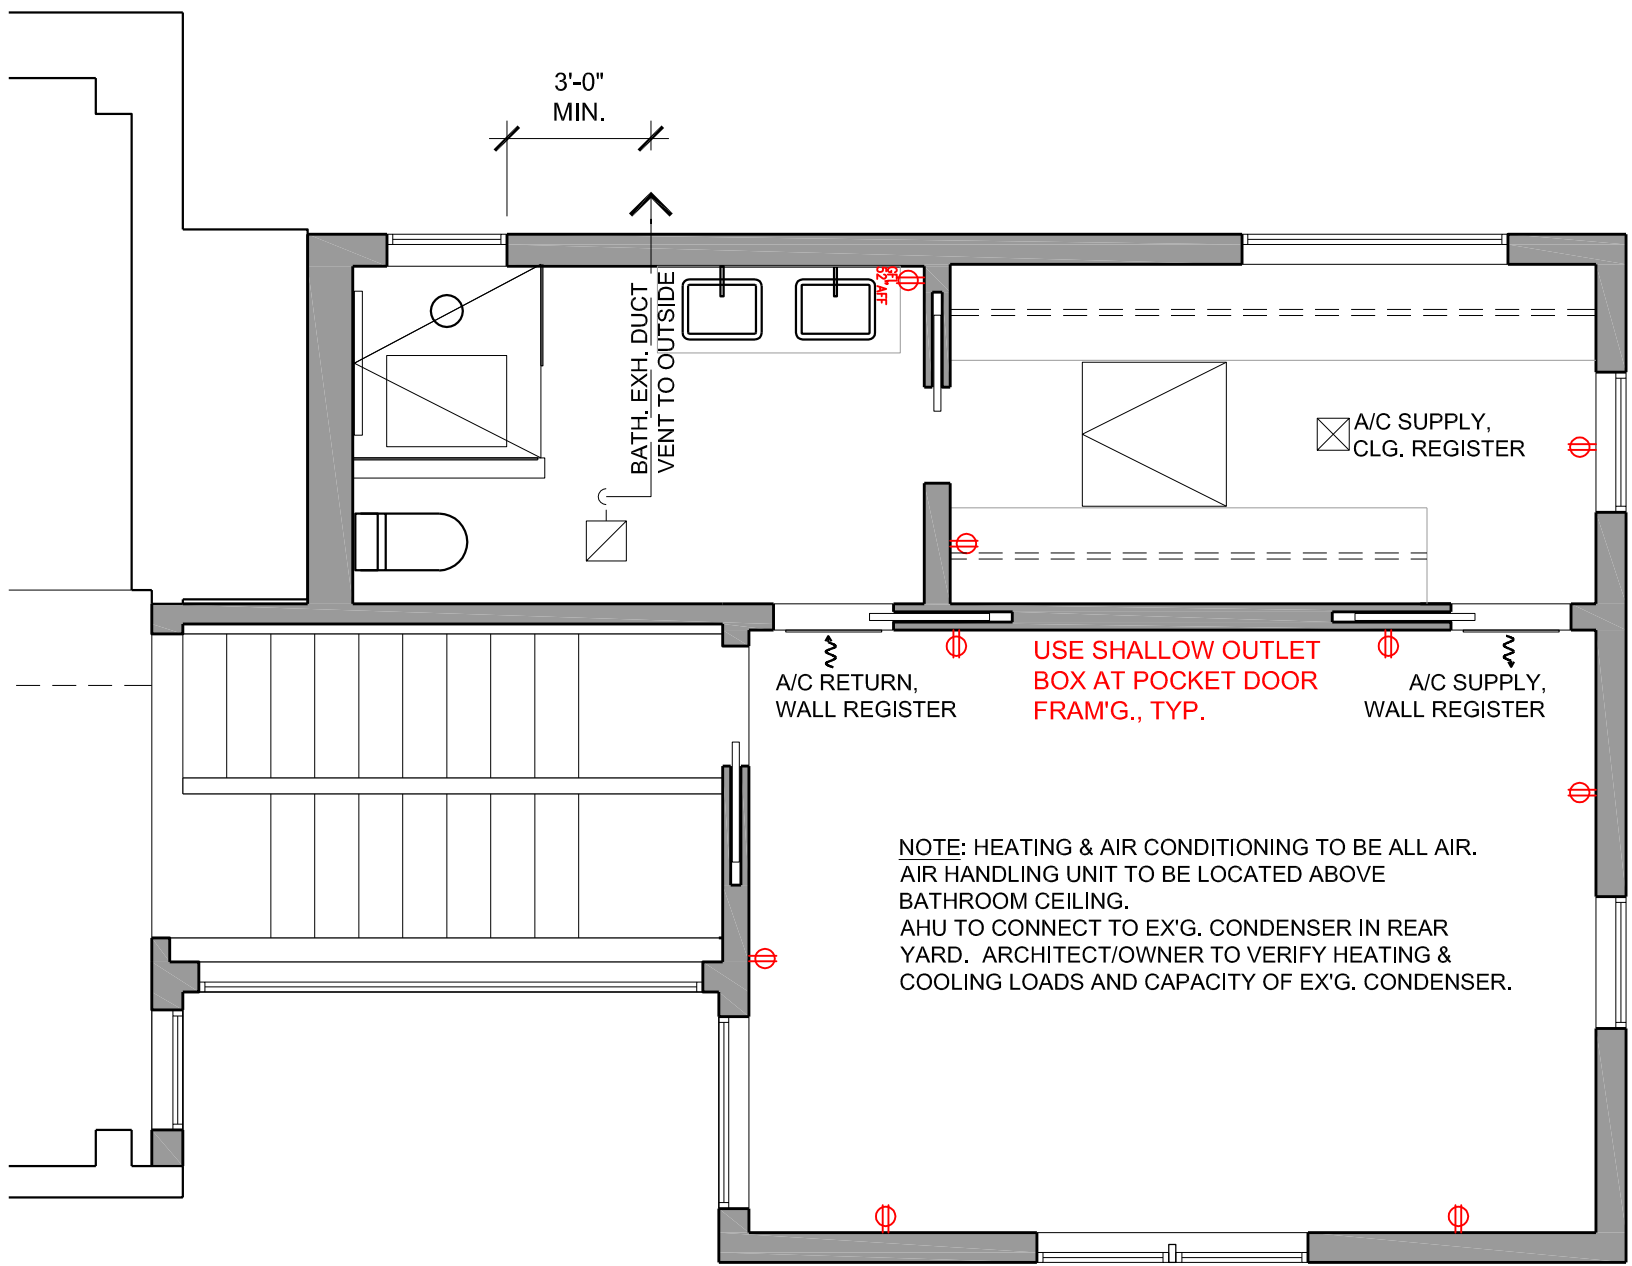 3'-0"
MIN.
BATH. EXH. DUCT
VENT TO OUTSIDE
GFI
52" AFF
A/C SUPPLY,
CLG. REGISTER
A/C RETURN,
WALL REGISTER
USE SHALLOW OUTLET
BOX AT POCKET DOOR
FRAM'G., TYP.
A/C SUPPLY,
WALL REGISTER
NOTE: HEATING & AIR CONDITIONING TO BE ALL AIR.
AIR HANDLING UNIT TO BE LOCATED ABOVE
BATHROOM CEILING.
AHU TO CONNECT TO EX'G. CONDENSER IN REAR
YARD. ARCHITECT/OWNER TO VERIFY HEATING &
COOLING LOADS AND CAPACITY OF EX'G. CONDENSER.